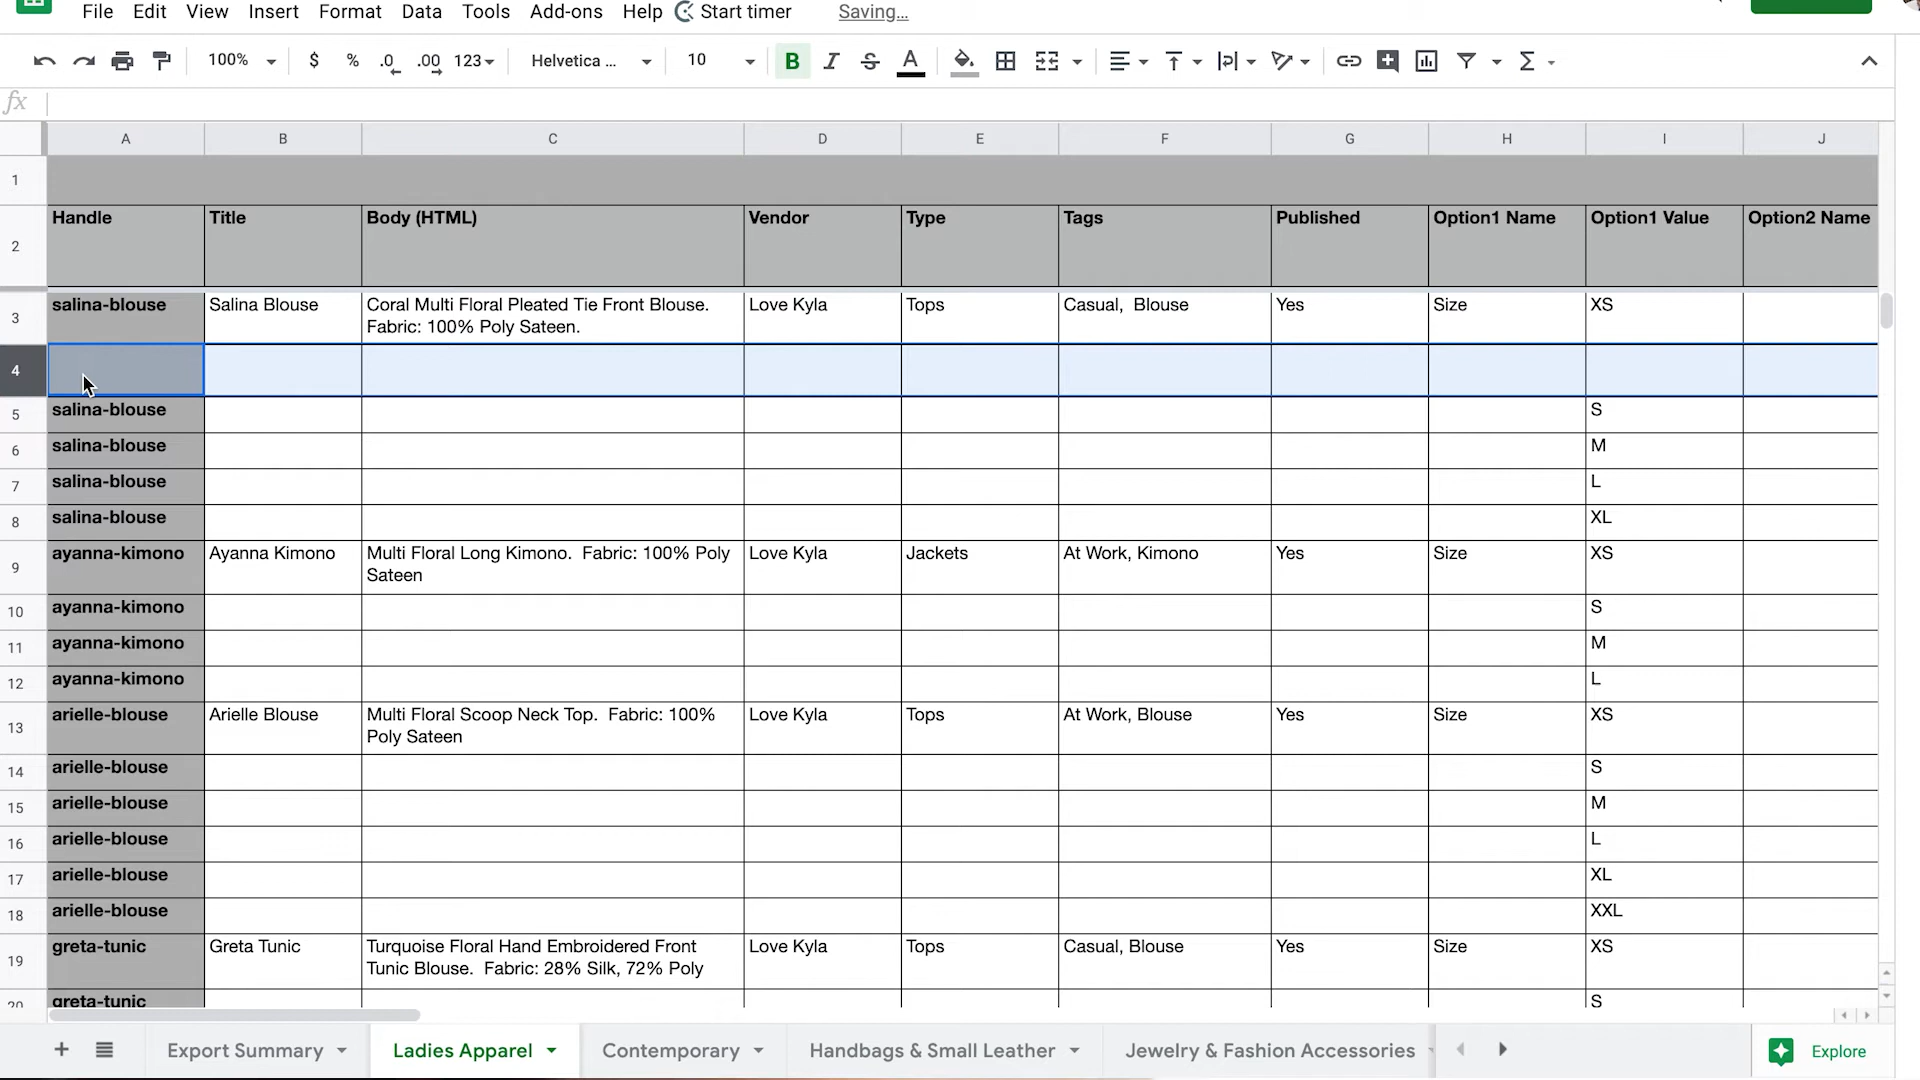 File Edit View Insert Format Data Tools Add-ons Help Start timer Saving...
100% $ % .0 .00 123 Helvetica ... 10 B I S A Σ
fx
A B C D E F G H I J
1
2 Handle Title Body (HTML) Vendor Type Tags Published Option1 Name Option1 Value Option2 Name
3 salina-blouse Salina Blouse Coral Multi Floral Pleated Tie Front Blouse. Love Kyla Tops Casual,  Blouse Yes Size XS
Fabric: 100% Poly Sateen.
4
5 salina-blouse S
6 salina-blouse M
7 salina-blouse L
8 salina-blouse XL
9 ayanna-kimono Ayanna Kimono Multi Floral Long Kimono.  Fabric: 100% Poly Love Kyla Jackets At Work, Kimono Yes Size XS
Sateen
10 ayanna-kimono S
11 ayanna-kimono M
12 ayanna-kimono L
13 arielle-blouse Arielle Blouse Multi Floral Scoop Neck Top.  Fabric: 100% Love Kyla Tops At Work, Blouse Yes Size XS
Poly Sateen
14 arielle-blouse S
15 arielle-blouse M
16 arielle-blouse L
17 arielle-blouse XL
18 arielle-blouse XXL
19 greta-tunic Greta Tunic Turquoise Floral Hand Embroidered Front Love Kyla Tops Casual, Blouse Yes Size XS
Tunic Blouse.  Fabric: 28% Silk, 72% Poly
20 greta-tunic S
+ Export Summary Ladies Apparel Contemporary Handbags & Small Leather Jewelry & Fashion Accessories Explore